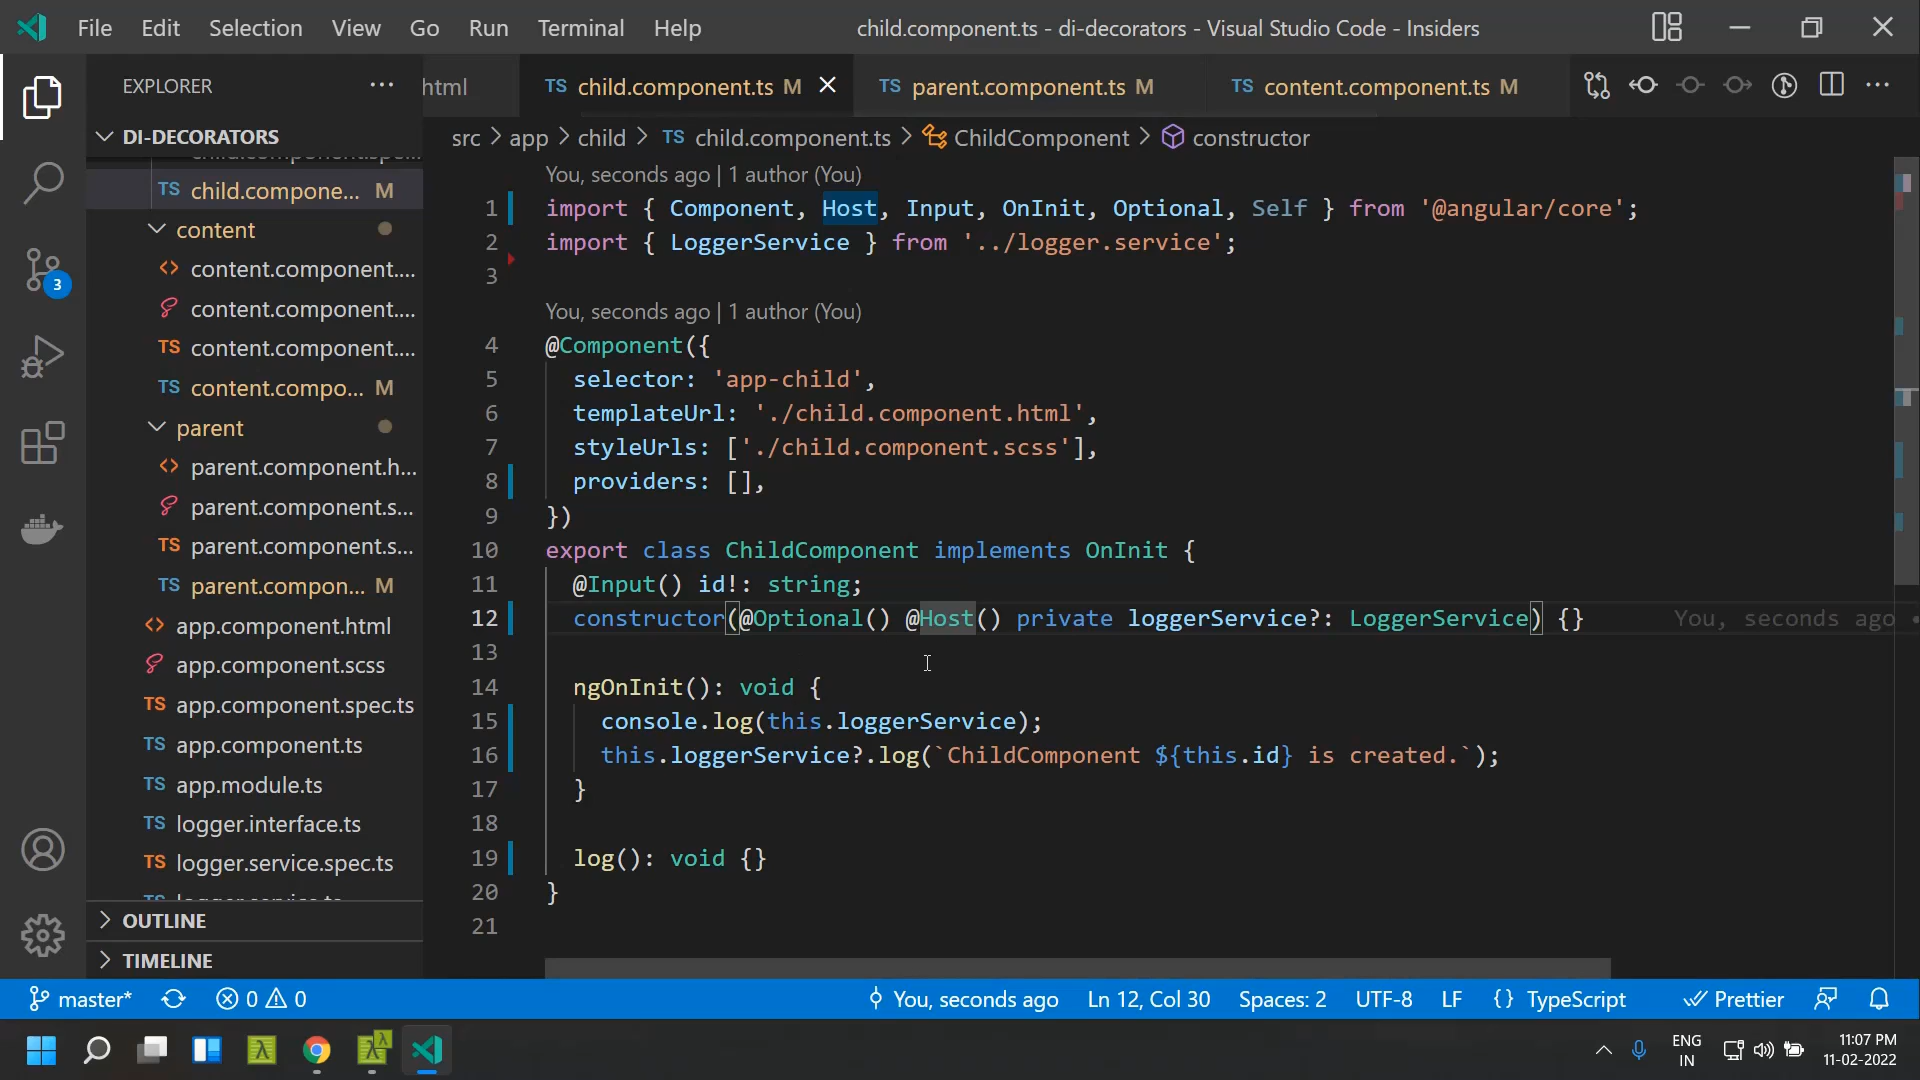 File Edit Selection View Go Run Terminal Help child.component.ts - di-decorators - Visual Studio Code - Insiders
EXPLORER
html TS child.component.ts M TS parent.component.ts M TS content.component.ts M
DI-DECORATORS
src > app > child > TS child.component.ts > ChildComponent > constructor
TS child.compone... M
content
content.component....
content.component....
TS content.component....
TS content.compo... M
parent
parent.component.h...
parent.component.s...
TS parent.component.s...
TS parent.compon... M
app.component.html
app.component.scss
TS app.component.spec.ts
TS app.component.ts
TS app.module.ts
TS logger.interface.ts
TS logger.service.spec.ts
OUTLINE
TIMELINE
3
You, seconds ago | 1 author (You)
1 import { Component, Host, Input, OnInit, Optional, Self } from '@angular/core';
2 import { LoggerService } from '../logger.service';
3
You, seconds ago | 1 author (You)
4 @Component({
5 selector: 'app-child',
6 templateUrl: './child.component.html',
7 styleUrls: ['./child.component.scss'],
8 providers: [],
9 })
10 export class ChildComponent implements OnInit {
11 @Input() id!: string;
12 constructor(@Optional() @Host() private loggerService?: LoggerService) {} You, seconds ago •
13
14 ngOnInit(): void {
15 console.log(this.loggerService);
16 this.loggerService?.log(`ChildComponent ${this.id} is created.`);
17 }
18
19 log(): void {}
20 }
21
master* 0 0 You, seconds ago Ln 12, Col 30 Spaces: 2 UTF-8 LF {} TypeScript Prettier
ENG
IN
11:07 PM
11-02-2022